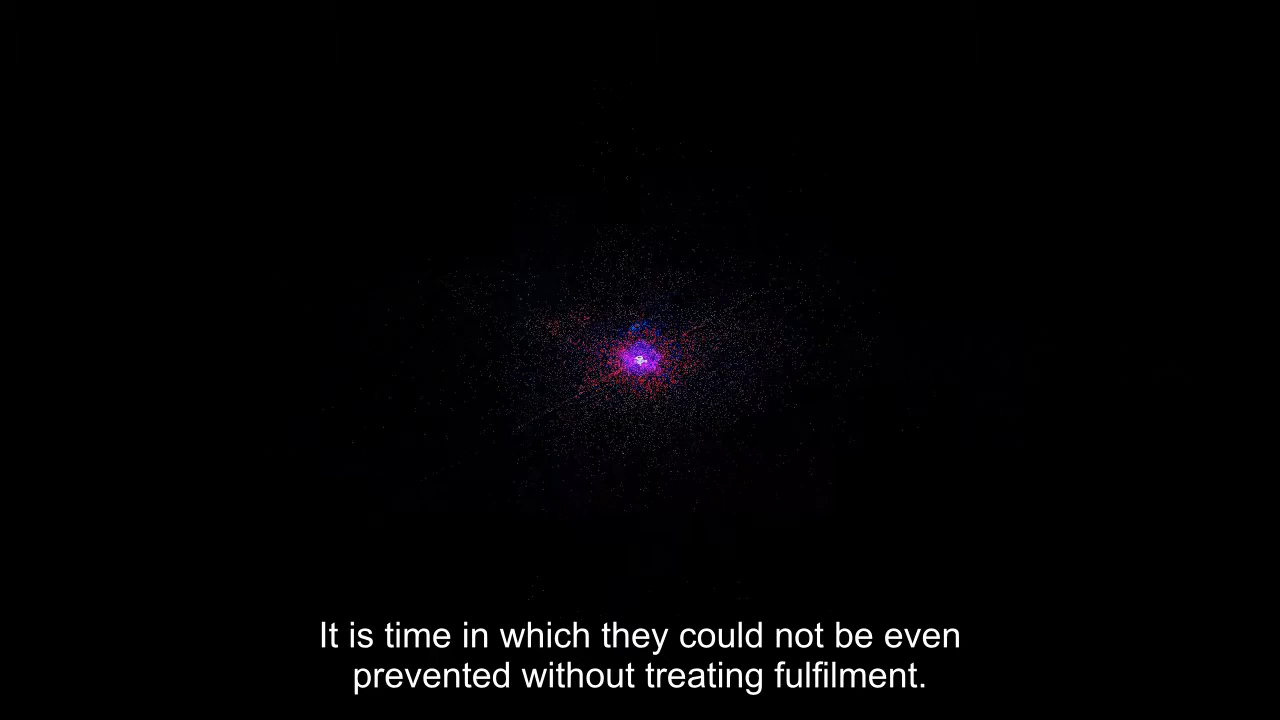 It is time in which they could not be even
prevented without treating fulfilment.